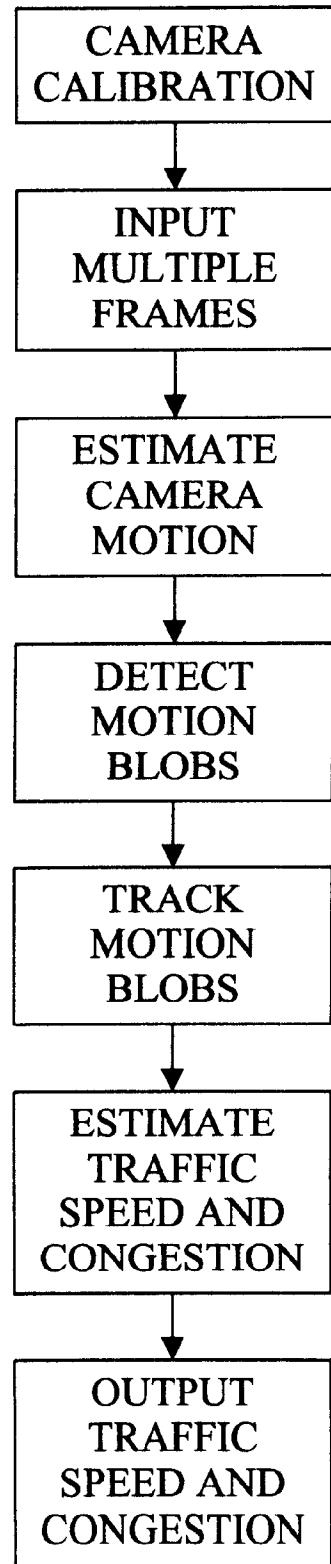 CAMERA
CALIBRATION
INPUT
MULTIPLE
FRAMES
ESTIMATE
CAMERA
MOTION
DETECT
MOTION
BLOBS
TRACK
MOTION
BLOBS
ESTIMATE
TRAFFIC
SPEED AND
CONGESTION
OUTPUT
TRAFFIC
SPEED AND
CONGESTION